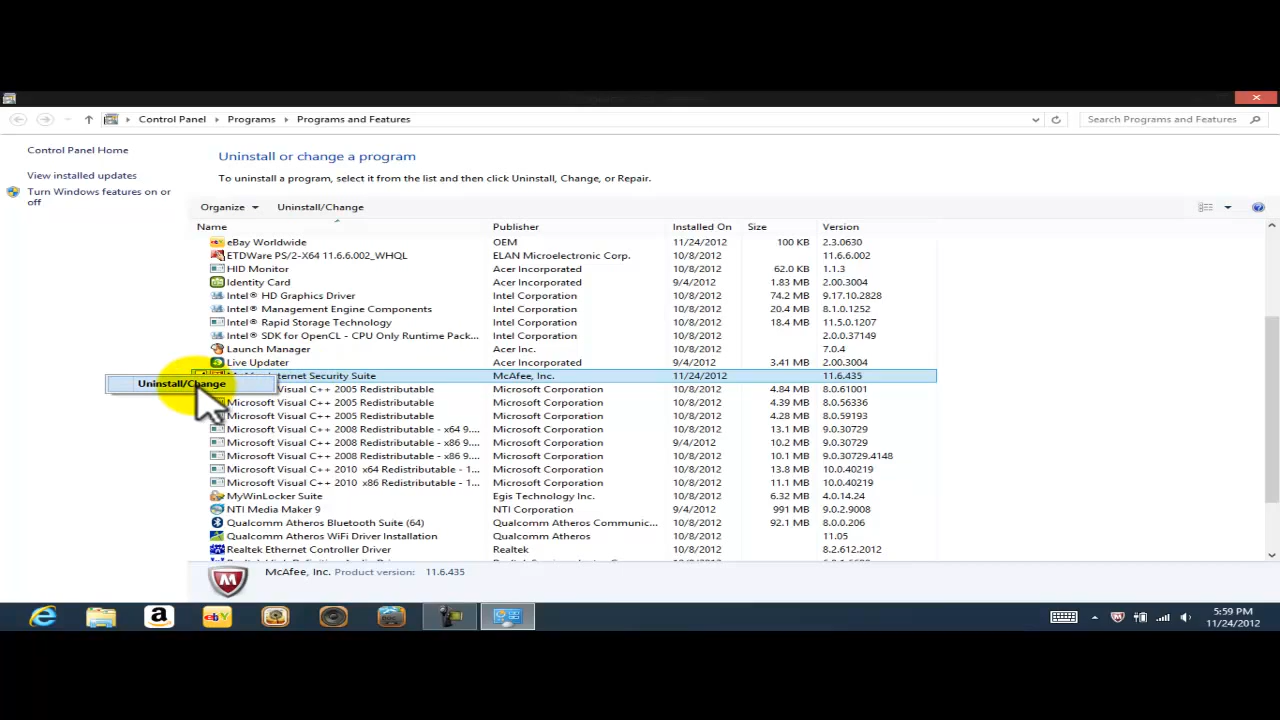 Control Panel Programs Programs and Features Search Programs and Features
Control Panel Home
View installed updates
Turn Windows features on or
off
Uninstall or change a program
To uninstall a program, select it from the list and then click Uninstall, Change, or Repair.
Organize Uninstall/Change
Name Publisher Installed On Size Version
eBay Worldwide OEM 11/24/2012 100 KB 2.3.0630
ETDWare PS/2-X64 11.6.6.002_WHQL ELAN Microelectronic Corp. 10/8/2012 11.6.6.002
HID Monitor Acer Incorporated 10/8/2012 62.0 KB 1.1.3
Identity Card Acer Incorporated 9/4/2012 1.83 MB 2.00.3004
Intel® HD Graphics Driver Intel Corporation 10/8/2012 74.2 MB 9.17.10.2828
Intel® Management Engine Components Intel Corporation 10/8/2012 20.4 MB 8.1.0.1252
Intel® Rapid Storage Technology Intel Corporation 10/8/2012 18.4 MB 11.5.0.1207
Intel® SDK for OpenCL - CPU Only Runtime Pack... Intel Corporation 10/8/2012
Launch Manager Acer Inc. 10/8/2012 7.0.4
Live Updater Acer Incorporated 9/4/2012 3.41 MB 2.00.3004
Internet Security Suite McAfee, Inc. 11/24/2012 11.6.435
Uninstall/Change
Visual C++ 2005 Redistributable Microsoft Corporation 10/8/2012 4.84 MB 8.0.61001
Microsoft Visual C++ 2005 Redistributable Microsoft Corporation 10/8/2012 4.39 MB 8.0.56336
Microsoft Visual C++ 2005 Redistributable Microsoft Corporation 10/8/2012 4.28 MB 8.0.59193
Microsoft Visual C++ 2008 Redistributable - x64 9.... Microsoft Corporation 10/8/2012 13.1 MB 9.0.30729
Microsoft Visual C++ 2008 Redistributable - x86 9.... Microsoft Corporation 9/4/2012 10.2 MB 9.0.30729
Microsoft Visual C++ 2008 Redistributable - x86 9.... Microsoft Corporation 10/8/2012 10.1 MB 9.0.30729.4148
Microsoft Visual C++ 2010 x64 Redistributable - 1... Microsoft Corporation 10/8/2012 13.8 MB 10.0.40219
Microsoft Visual C++ 2010 x86 Redistributable - 1... Microsoft Corporation 10/8/2012 11.1 MB 10.0.40219
MyWinLocker Suite Egis Technology Inc. 10/8/2012 6.32 MB 4.0.14.24
NTI Media Maker 9 NTI Corporation 10/8/2012 991 MB 9.0.2.9008
Qualcomm Atheros Bluetooth Suite (64) Qualcomm Atheros Communic... 10/8/2012 92.1 MB 8.0.0.206
Qualcomm Atheros WiFi Driver Installation Qualcomm Atheros 10/8/2012 11.05
Realtek Ethernet Controller Driver Realtek 10/8/2012 8.2.612.2012
McAfee, Inc. Product version: 11.6.435
5:59 PM
11/24/2012